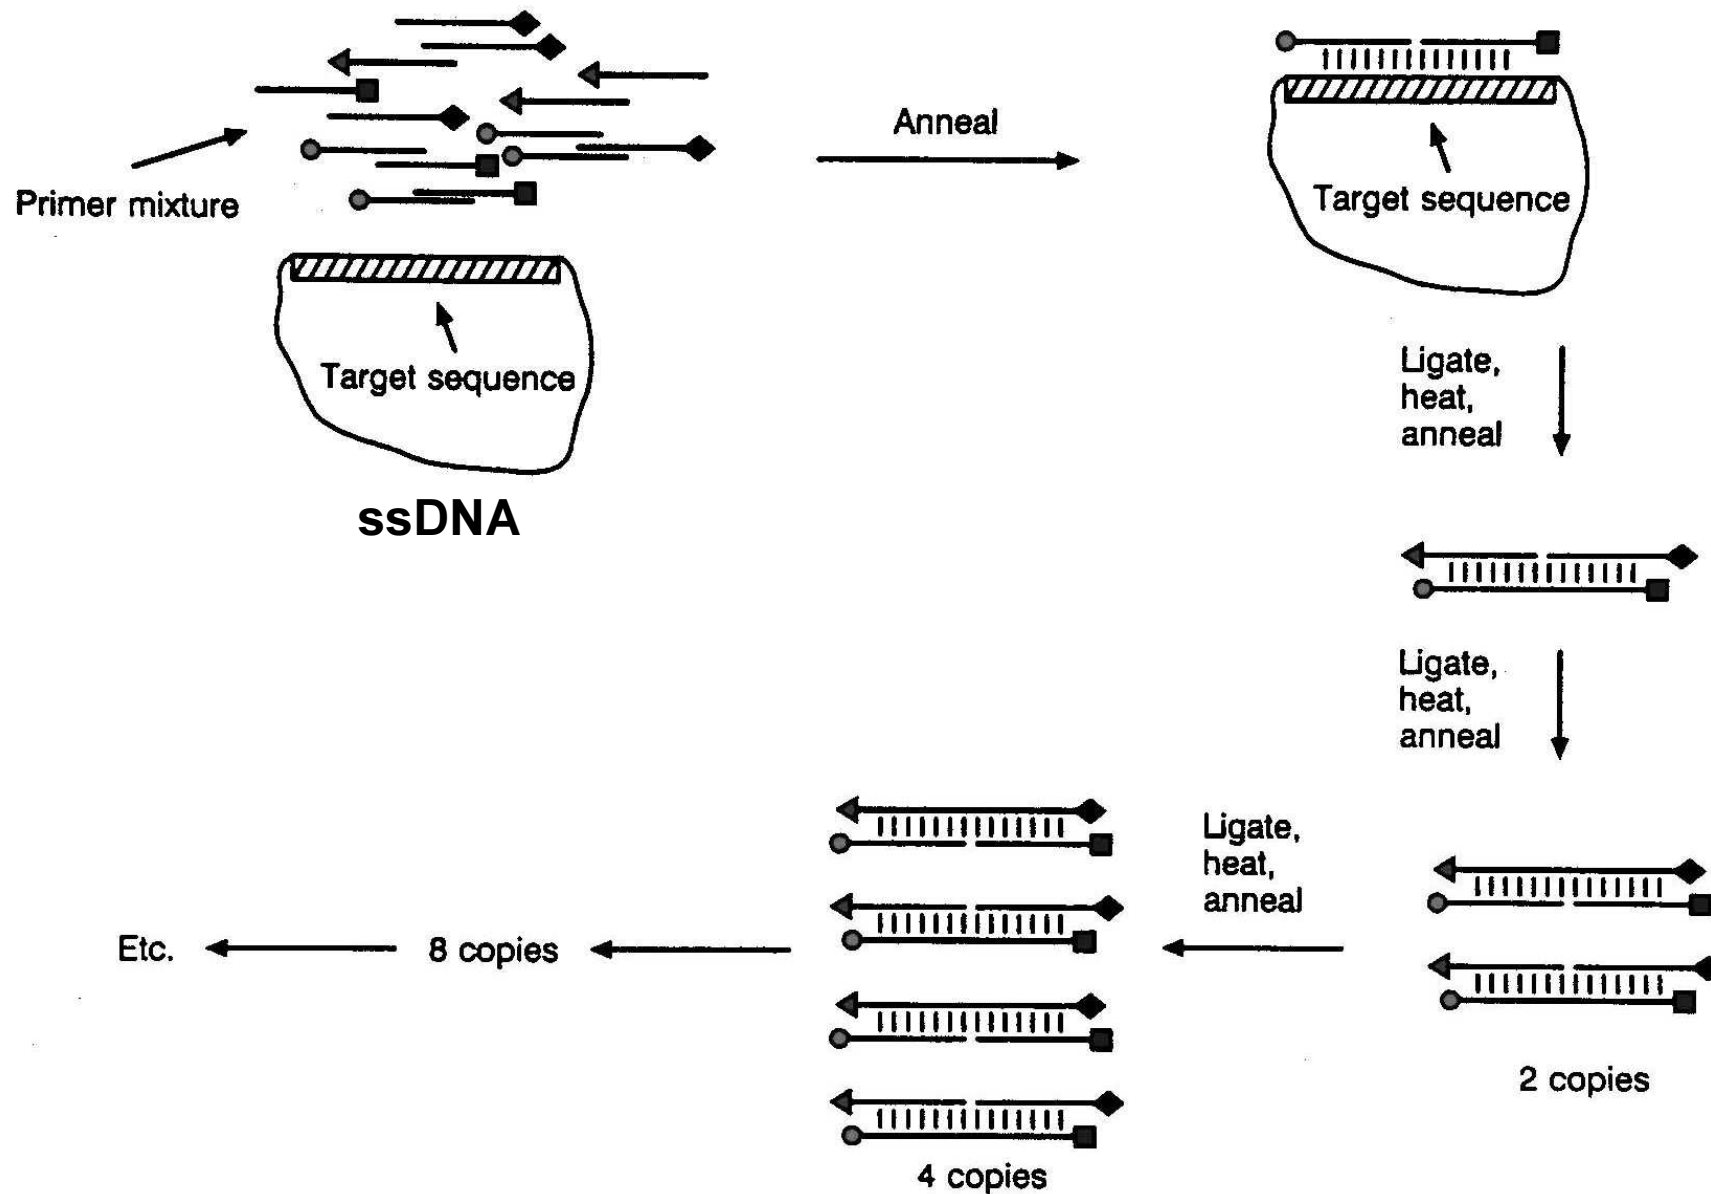 Primer mixture
Anneal
Target sequence
Target sequence
ssDNA
Ligate,
heat,
anneal
Ligate,
heat,
anneal
Ligate,
heat,
anneal
2 copies
4 copies
8 copies
Etc.